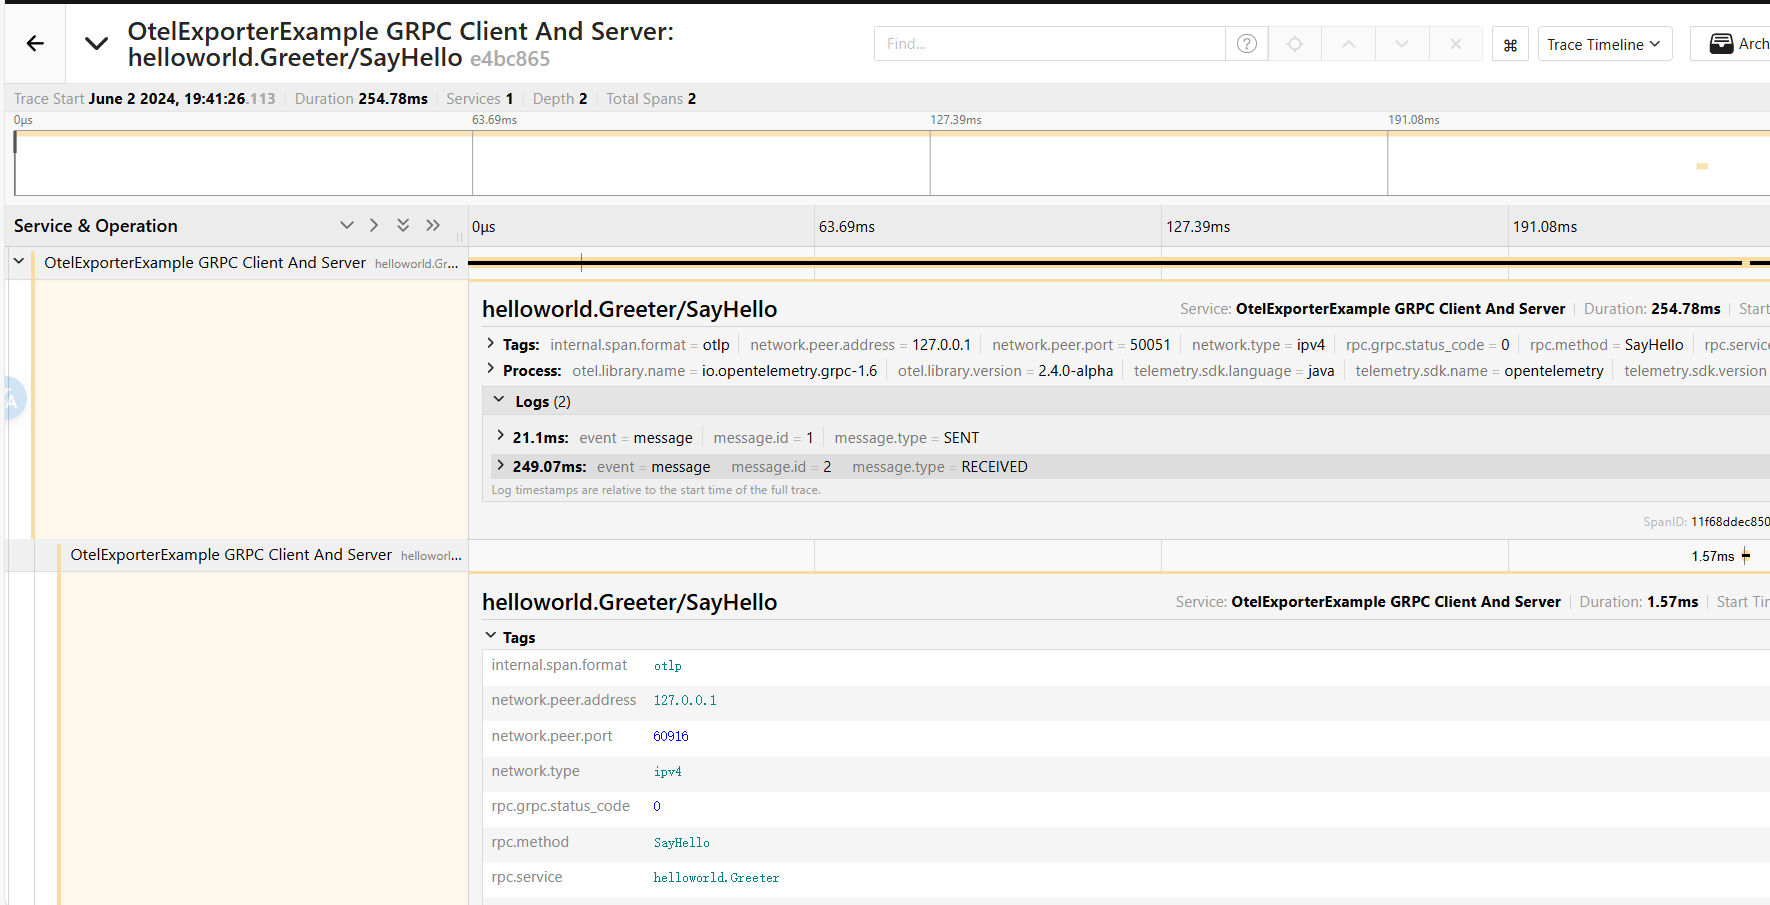 OtelExporterExample GRPC Client And Server:
helloworld.Greeter/SayHello e4bc865
Find...
⌘
Trace Timeline
Arch
Trace Start June 2 2024, 19:41:26.113 Duration 254.78ms Services 1 Depth 2 Total Spans 2
0μs 63.69ms 127.39ms 191.08ms
Service & Operation 0μs 63.69ms 127.39ms 191.08ms
OtelExporterExample GRPC Client And Server helloworld.Gr...
helloworld.Greeter/SayHello Service: OtelExporterExample GRPC Client And Server Duration: 254.78ms Start
Tags: internal.span.format = otlp network.peer.address = 127.0.0.1 network.peer.port = 50051 network.type = ipv4 rpc.grpc.status_code = 0 rpc.method = SayHello rpc.service
Process: otel.library.name = io.opentelemetry.grpc-1.6 otel.library.version = 2.4.0-alpha telemetry.sdk.language = java telemetry.sdk.name = opentelemetry telemetry.sdk.version
Logs (2)
21.1ms: event = message message.id = 1 message.type = SENT
249.07ms: event = message message.id = 2 message.type = RECEIVED
Log timestamps are relative to the start time of the full trace.
SpanID: 11f68ddec850
OtelExporterExample GRPC Client And Server helloworl... 1.57ms
helloworld.Greeter/SayHello Service: OtelExporterExample GRPC Client And Server Duration: 1.57ms Start Tir
Tags
internal.span.format otlp
network.peer.address 127.0.0.1
network.peer.port 60916
network.type ipv4
rpc.grpc.status_code 0
rpc.method SayHello
rpc.service helloworld.Greeter